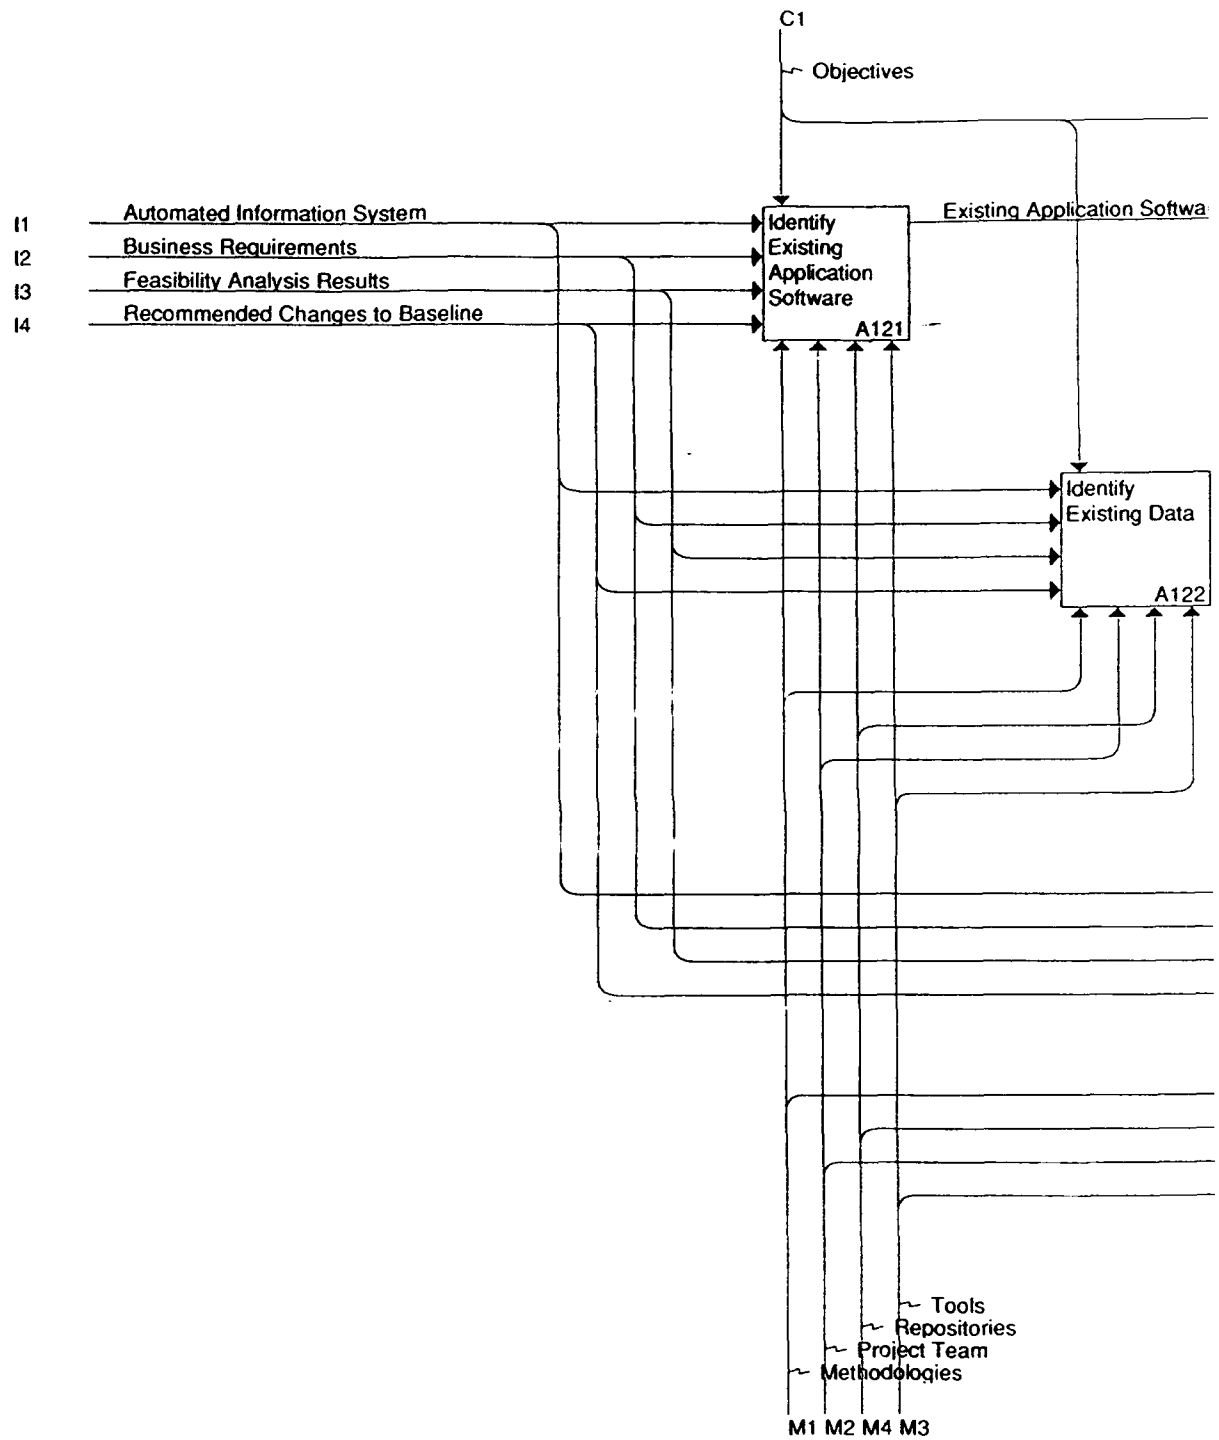 C1
Objectives
I1 Automated Information System
I2 Business Requirements
I3 Feasibility Analysis Results
I4 Recommended Changes to Baseline
Identify
Existing
Application
Software
A121
Existing Application Softwa
Identify
Existing Data
A122
Tools
Repositories
Project Team
Methodologies
M1 M2 M4 M3